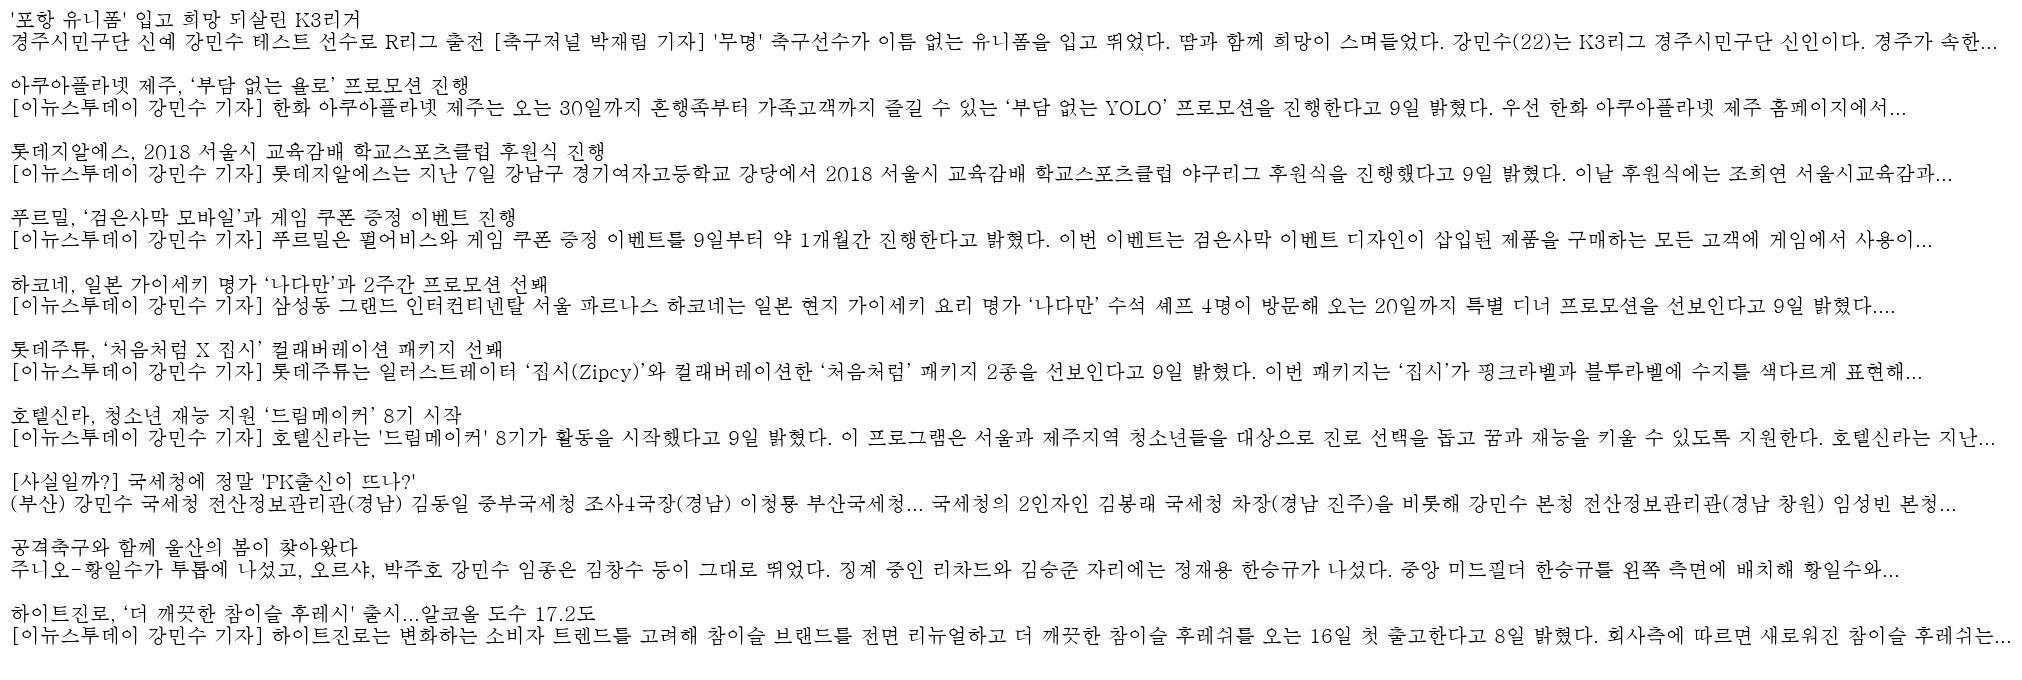 '포항 유니폼' 입고 희망 되살린 K3리거
경주시민구단 신예 강민수 테스트 선수로 R리그 출전 [축구저널 박재림 기자] '무명' 축구선수가 이름 없는 유니폼을 입고 뛰었다. 땀과 함께 희망이 스며들었다. 강민수(22)는 K3리그 경주시민구단 신인이다. 경주가 속한...
아쿠아플라넷 제주, ‘부담 없는 욜로’ 프로모션 진행
[이뉴스투데이 강민수 기자] 한화 아쿠아플라넷 제주는 오는 30일까지 혼행족부터 가족고객까지 즐길 수 있는 ‘부담 없는 YOLO’ 프로모션을 진행한다고 9일 밝혔다. 우선 한화 아쿠아플라넷 제주 홈페이지에서...
롯데지알에스, 2018 서울시 교육감배 학교스포츠클럽 후원식 진행
[이뉴스투데이 강민수 기자] 롯데지알에스는 지난 7일 강남구 경기여자고등학교 강당에서 2018 서울시 교육감배 학교스포츠클럽 야구리그 후원식을 진행했다고 9일 밝혔다. 이날 후원식에는 조희연 서울시교육감과...
푸르밀, ‘검은사막 모바일’과 게임 쿠폰 증정 이벤트 진행
[이뉴스투데이 강민수 기자] 푸르밀은 펄어비스와 게임 쿠폰 증정 이벤트를 9일부터 약 1개월간 진행한다고 밝혔다. 이번 이벤트는 검은사막 이벤트 디자인이 삽입된 제품을 구매하는 모든 고객에 게임에서 사용이...
하코네, 일본 가이세키 명가 ‘나다만’과 2주간 프로모션 선봬
[이뉴스투데이 강민수 기자] 삼성동 그랜드 인터컨티넨탈 서울 파르나스 하코네는 일본 현지 가이세키 요리 명가 ‘나다만’ 수석 셰프 4명이 방문해 오는 20일까지 특별 디너 프로모션을 선보인다고 9일 밝혔다....
롯데주류, ‘처음처럼 X 집시’ 컬래버레이션 패키지 선봬
[이뉴스투데이 강민수 기자] 롯데주류는 일러스트레이터 ‘집시(Zipcy)’와 컬래버레이션한 ‘처음처럼’ 패키지 2종을 선보인다고 9일 밝혔다. 이번 패키지는 ‘집시’가 핑크라벨과 블루라벨에 수지를 색다르게 표현해...
호텔신라, 청소년 재능 지원 ‘드림메이커’ 8기 시작
[이뉴스투데이 강민수 기자] 호텔신라는 '드림메이커' 8기가 활동을 시작했다고 9일 밝혔다. 이 프로그램은 서울과 제주지역 청소년들을 대상으로 진로 선택을 돕고 꿈과 재능을 키울 수 있도록 지원한다. 호텔신라는 지난...
[사실일까?] 국세청에 정말 'PK출신이 뜨나?'
(부산) 강민수 국세청 전산정보관리관(경남) 김동일 중부국세청 조사4국장(경남) 이청룡 부산국세청... 국세청의 2인자인 김봉래 국세청 차장(경남 진주)을 비롯해 강민수 본청 전산정보관리관(경남 창원) 임성빈 본청...
공격축구와 함께 울산의 봄이 찾아왔다
주니오-황일수가 투톱에 나섰고, 오르샤, 박주호 강민수 임종은 김창수 등이 그대로 뛰었다. 징계 중인 리차드와 김승준 자리에는 정재용 한승규가 나섰다. 중앙 미드필더 한승규를 왼쪽 측면에 배치해 황일수와...
하이트진로, ‘더 깨끗한 참이슬 후레시' 출시...알코올 도수 17.2도
[이뉴스투데이 강민수 기자] 하이트진로는 변화하는 소비자 트렌드를 고려해 참이슬 브랜드를 전면 리뉴얼하고 더 깨끗한 참이슬 후레쉬를 오는 16일 첫 출고한다고 8일 밝혔다. 회사측에 따르면 새로워진 참이슬 후레쉬는...